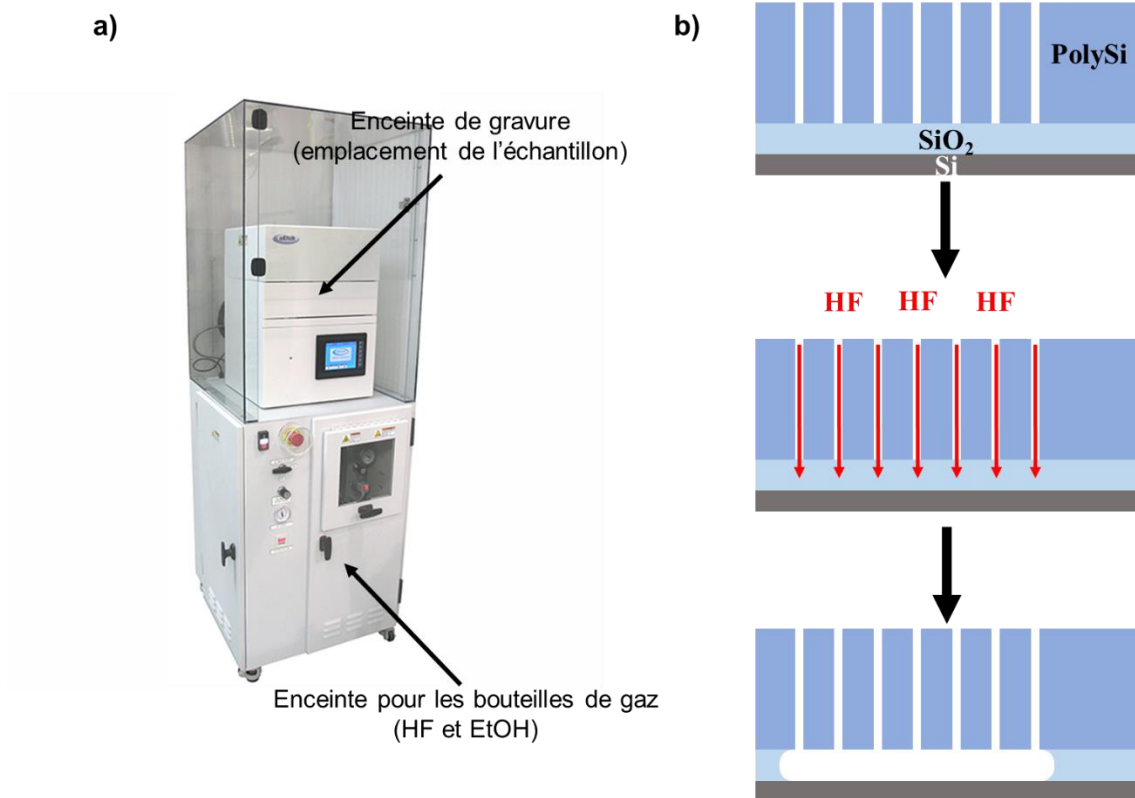 a)
Enceinte de gravure
(emplacement de l'échantillon)
Enceinte pour les bouteilles de gaz
(HF et EtOH)
b)
PolySi
SiO₂
Si
HF HF HF